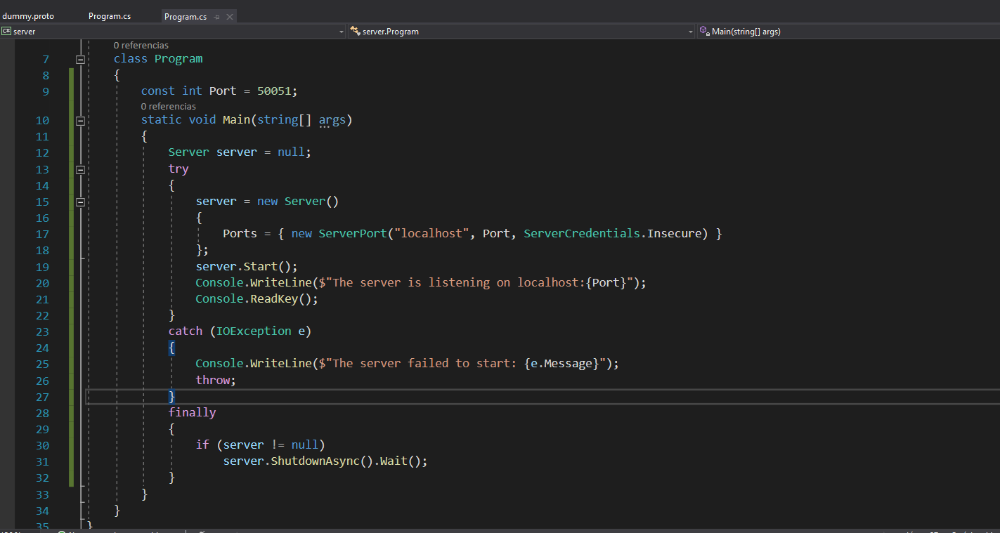 dummy.proto Program.cs Program.cs
C# server server.Program Main(string[] args)
0 referencias
7 class Program
8 {
9 const int Port = 50051;
0 referencias
10 static void Main(string[] args)
11 {
12 Server server = null;
13 try
14 {
15 server = new Server()
16 {
17 Ports = { new ServerPort("localhost", Port, ServerCredentials.Insecure) }
18 };
19 server.Start();
20 Console.WriteLine($"The server is listening on localhost:{Port}");
21 Console.ReadKey();
22 }
23 catch (IOException e)
24 {
25 Console.WriteLine($"The server failed to start: {e.Message}");
26 throw;
27 }
28 finally
29 {
30 if (server != null)
31 server.ShutdownAsync().Wait();
32 }
33 }
34 }
35 }